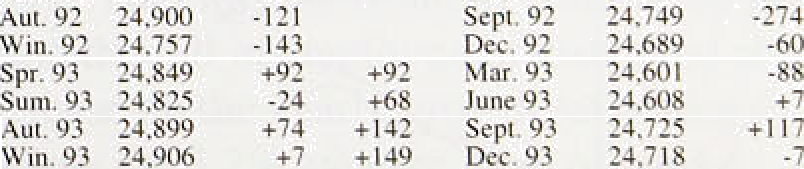 Aut. 92 24,900 -121 Sept. 92 24,749 -274
Win. 92 24,757 -143 Dec. 92 24,689 -60
Spr. 93 24,849 +92 +92 Mar. 93 24,601 -88
Sum. 93 24,825 -24 +68 June 93 24,608 +7
Aut. 93 24,899 +74 +142 Sept. 93 24,725 +117
Win. 93 24,906 +7 +149 Dec. 93 24,718 -7